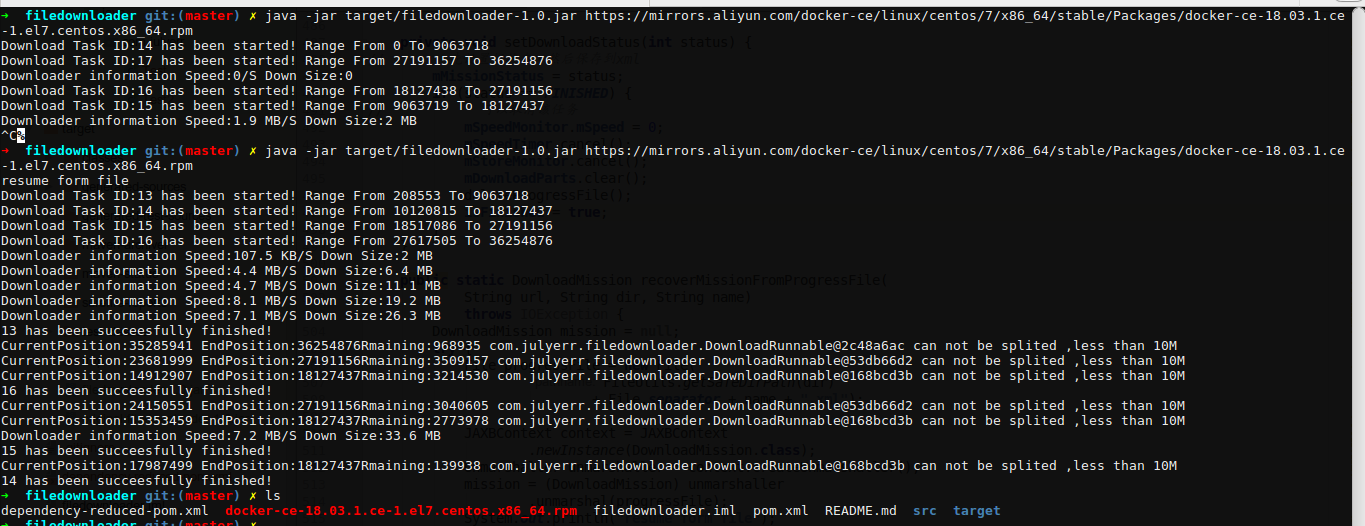 ➜  filedownloader git:(master) ✗ java -jar target/filedownloader-1.0.jar https://mirrors.aliyun.com/docker-ce/linux/centos/7/x86_64/stable/Packages/docker-ce-18.03.1.ce
-1.el7.centos.x86_64.rpm
Download Task ID:14 has been started! Range From 0 To 9063718
Download Task ID:17 has been started! Range From 27191157 To 36254876
Downloader information Speed:0/S Down Size:0
Download Task ID:16 has been started! Range From 18127438 To 27191156
Download Task ID:15 has been started! Range From 9063719 To 18127437
Downloader information Speed:1.9 MB/S Down Size:2 MB
^C%
➜  filedownloader git:(master) ✗ java -jar target/filedownloader-1.0.jar https://mirrors.aliyun.com/docker-ce/linux/centos/7/x86_64/stable/Packages/docker-ce-18.03.1.ce
-1.el7.centos.x86_64.rpm
resume form file
Download Task ID:13 has been started! Range From 208553 To 9063718
Download Task ID:14 has been started! Range From 10120815 To 18127437
Download Task ID:15 has been started! Range From 18517086 To 27191156
Download Task ID:16 has been started! Range From 27617505 To 36254876
Downloader information Speed:107.5 KB/S Down Size:2 MB
Downloader information Speed:4.4 MB/S Down Size:6.4 MB
Downloader information Speed:4.7 MB/S Down Size:11.1 MB
Downloader information Speed:8.1 MB/S Down Size:19.2 MB
Downloader information Speed:7.1 MB/S Down Size:26.3 MB
13 has been succeesfully finished!
CurrentPosition:35285941 EndPosition:36254876Rmaining:968935 com.julyerr.filedownloader.DownloadRunnable@2c48a6ac can not be splited ,less than 10M
CurrentPosition:23681999 EndPosition:27191156Rmaining:3509157 com.julyerr.filedownloader.DownloadRunnable@53db66d2 can not be splited ,less than 10M
CurrentPosition:14912907 EndPosition:18127437Rmaining:3214530 com.julyerr.filedownloader.DownloadRunnable@168bcd3b can not be splited ,less than 10M
16 has been succeesfully finished!
CurrentPosition:24150551 EndPosition:27191156Rmaining:3040605 com.julyerr.filedownloader.DownloadRunnable@53db66d2 can not be splited ,less than 10M
CurrentPosition:15353459 EndPosition:18127437Rmaining:2773978 com.julyerr.filedownloader.DownloadRunnable@168bcd3b can not be splited ,less than 10M
Downloader information Speed:7.2 MB/S Down Size:33.6 MB
15 has been succeesfully finished!
CurrentPosition:17987499 EndPosition:18127437Rmaining:139938 com.julyerr.filedownloader.DownloadRunnable@168bcd3b can not be splited ,less than 10M
14 has been succeesfully finished!
➜  filedownloader git:(master) ✗ ls
dependency-reduced-pom.xml  docker-ce-18.03.1.ce-1.el7.centos.x86_64.rpm  filedownloader.iml  pom.xml  README.md  src  target
➜  filedownloader git:(master) ✗